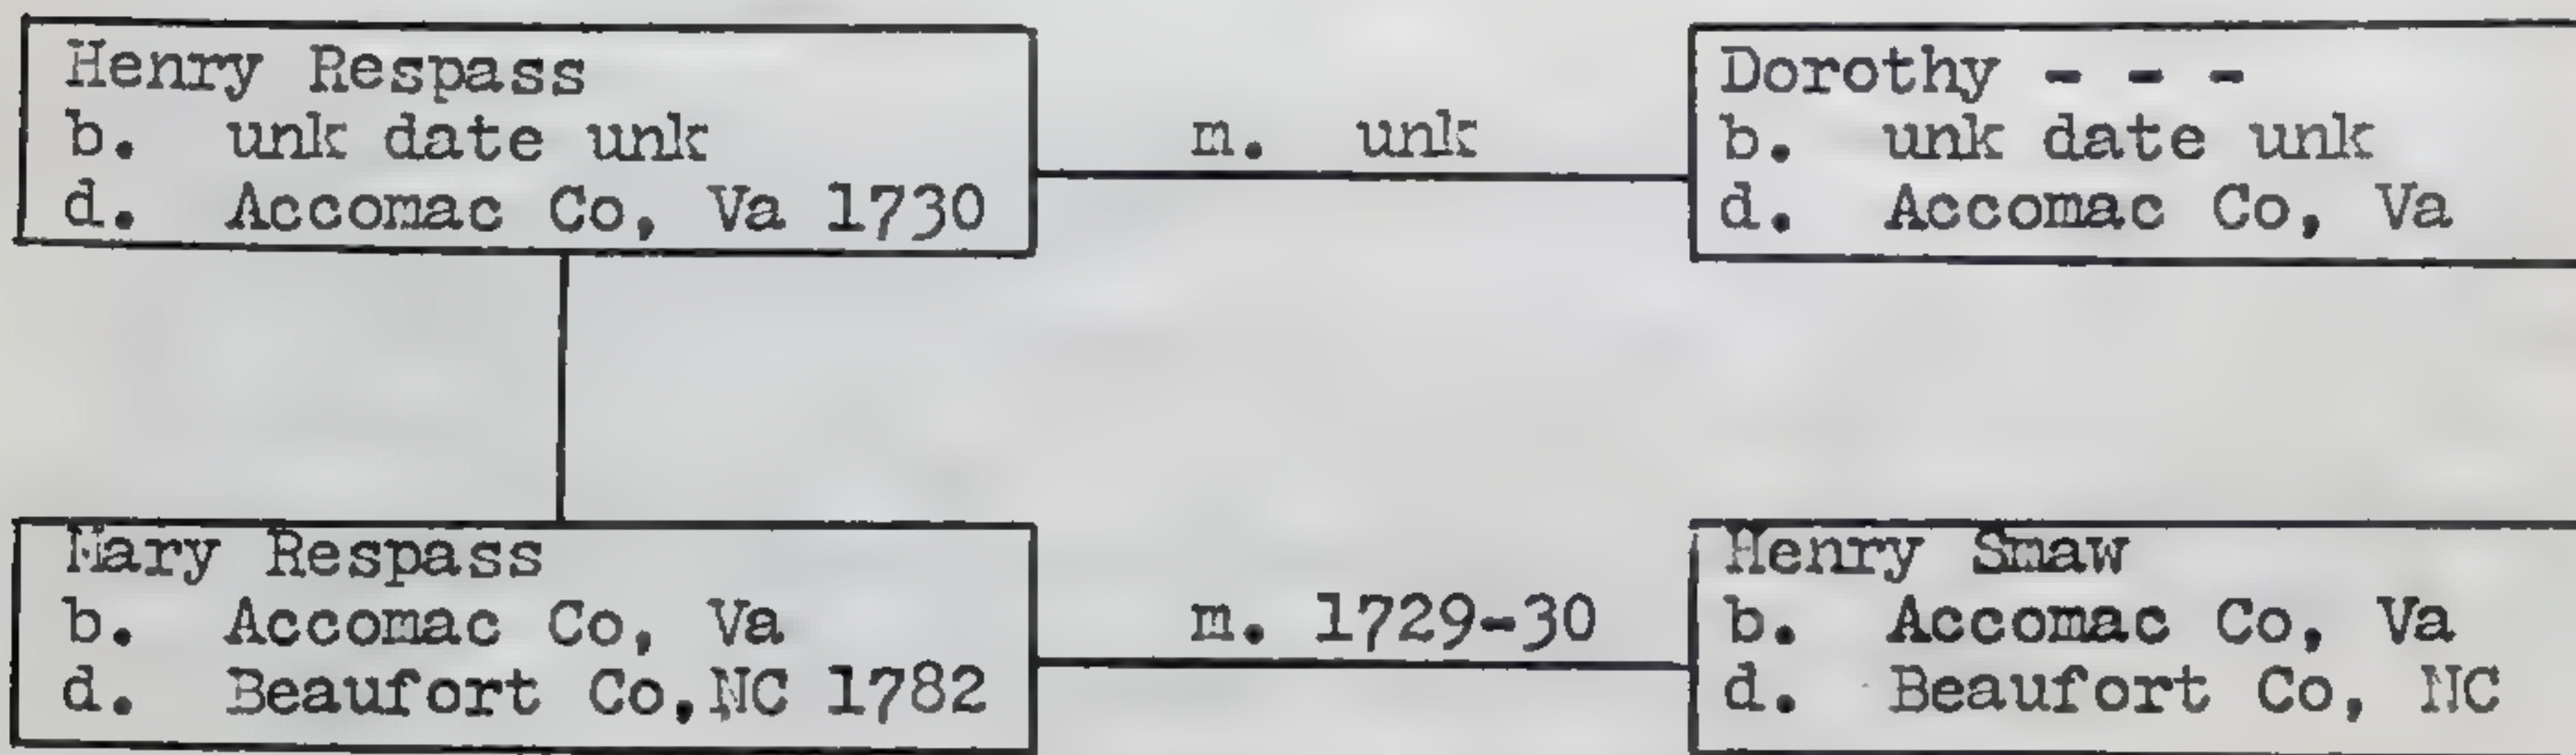 Henry Respass
b. unk date unk
d. Accomac Co, Va 1730
m. unk
Dorothy - - -
b. unk date unk
d. Accomac Co, Va
Mary Respass
b. Accomac Co, Va
d. Beaufort Co,NC 1782
m. 1729-30
Henry Smaw
b. Accomac Co, Va
d. Beaufort Co, NC